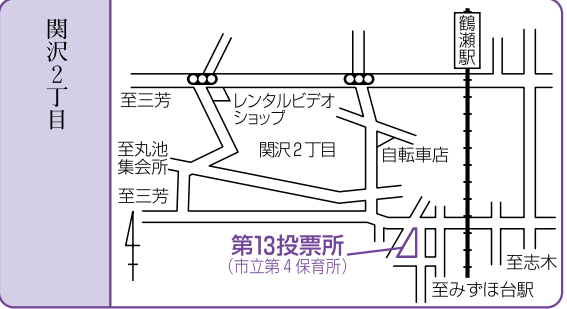 関沢2丁目
鶴瀬駅
至三芳
レンタルビデオ
ショップ
至丸池
集会所
関沢2丁目
自転車店
至三芳
第13投票所
（市立第4保育所）
至志木
至みずほ台駅